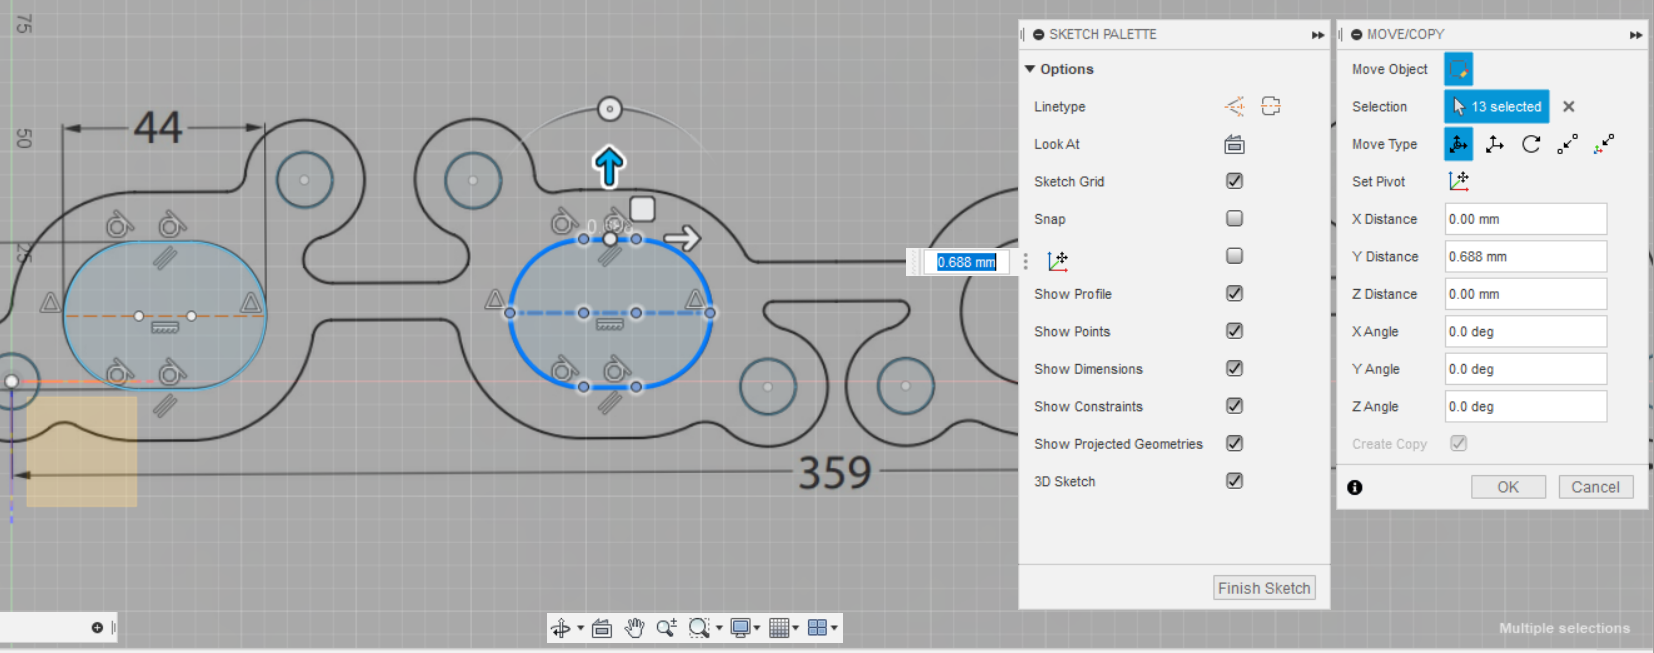 75
50
25
44
359
0.688 mm
SKETCH PALETTE
Options
Linetype
Look At
Sketch Grid
Snap
Show Profile
Show Points
Show Dimensions
Show Constraints
Show Projected Geometries
3D Sketch
Finish Sketch
MOVE/COPY
Move Object
Selection 13 selected
Move Type
Set Pivot
X Distance 0.00 mm
Y Distance 0.688 mm
Z Distance 0.00 mm
X Angle 0.0 deg
Y Angle 0.0 deg
Z Angle 0.0 deg
Create Copy
OK Cancel
Multiple selections